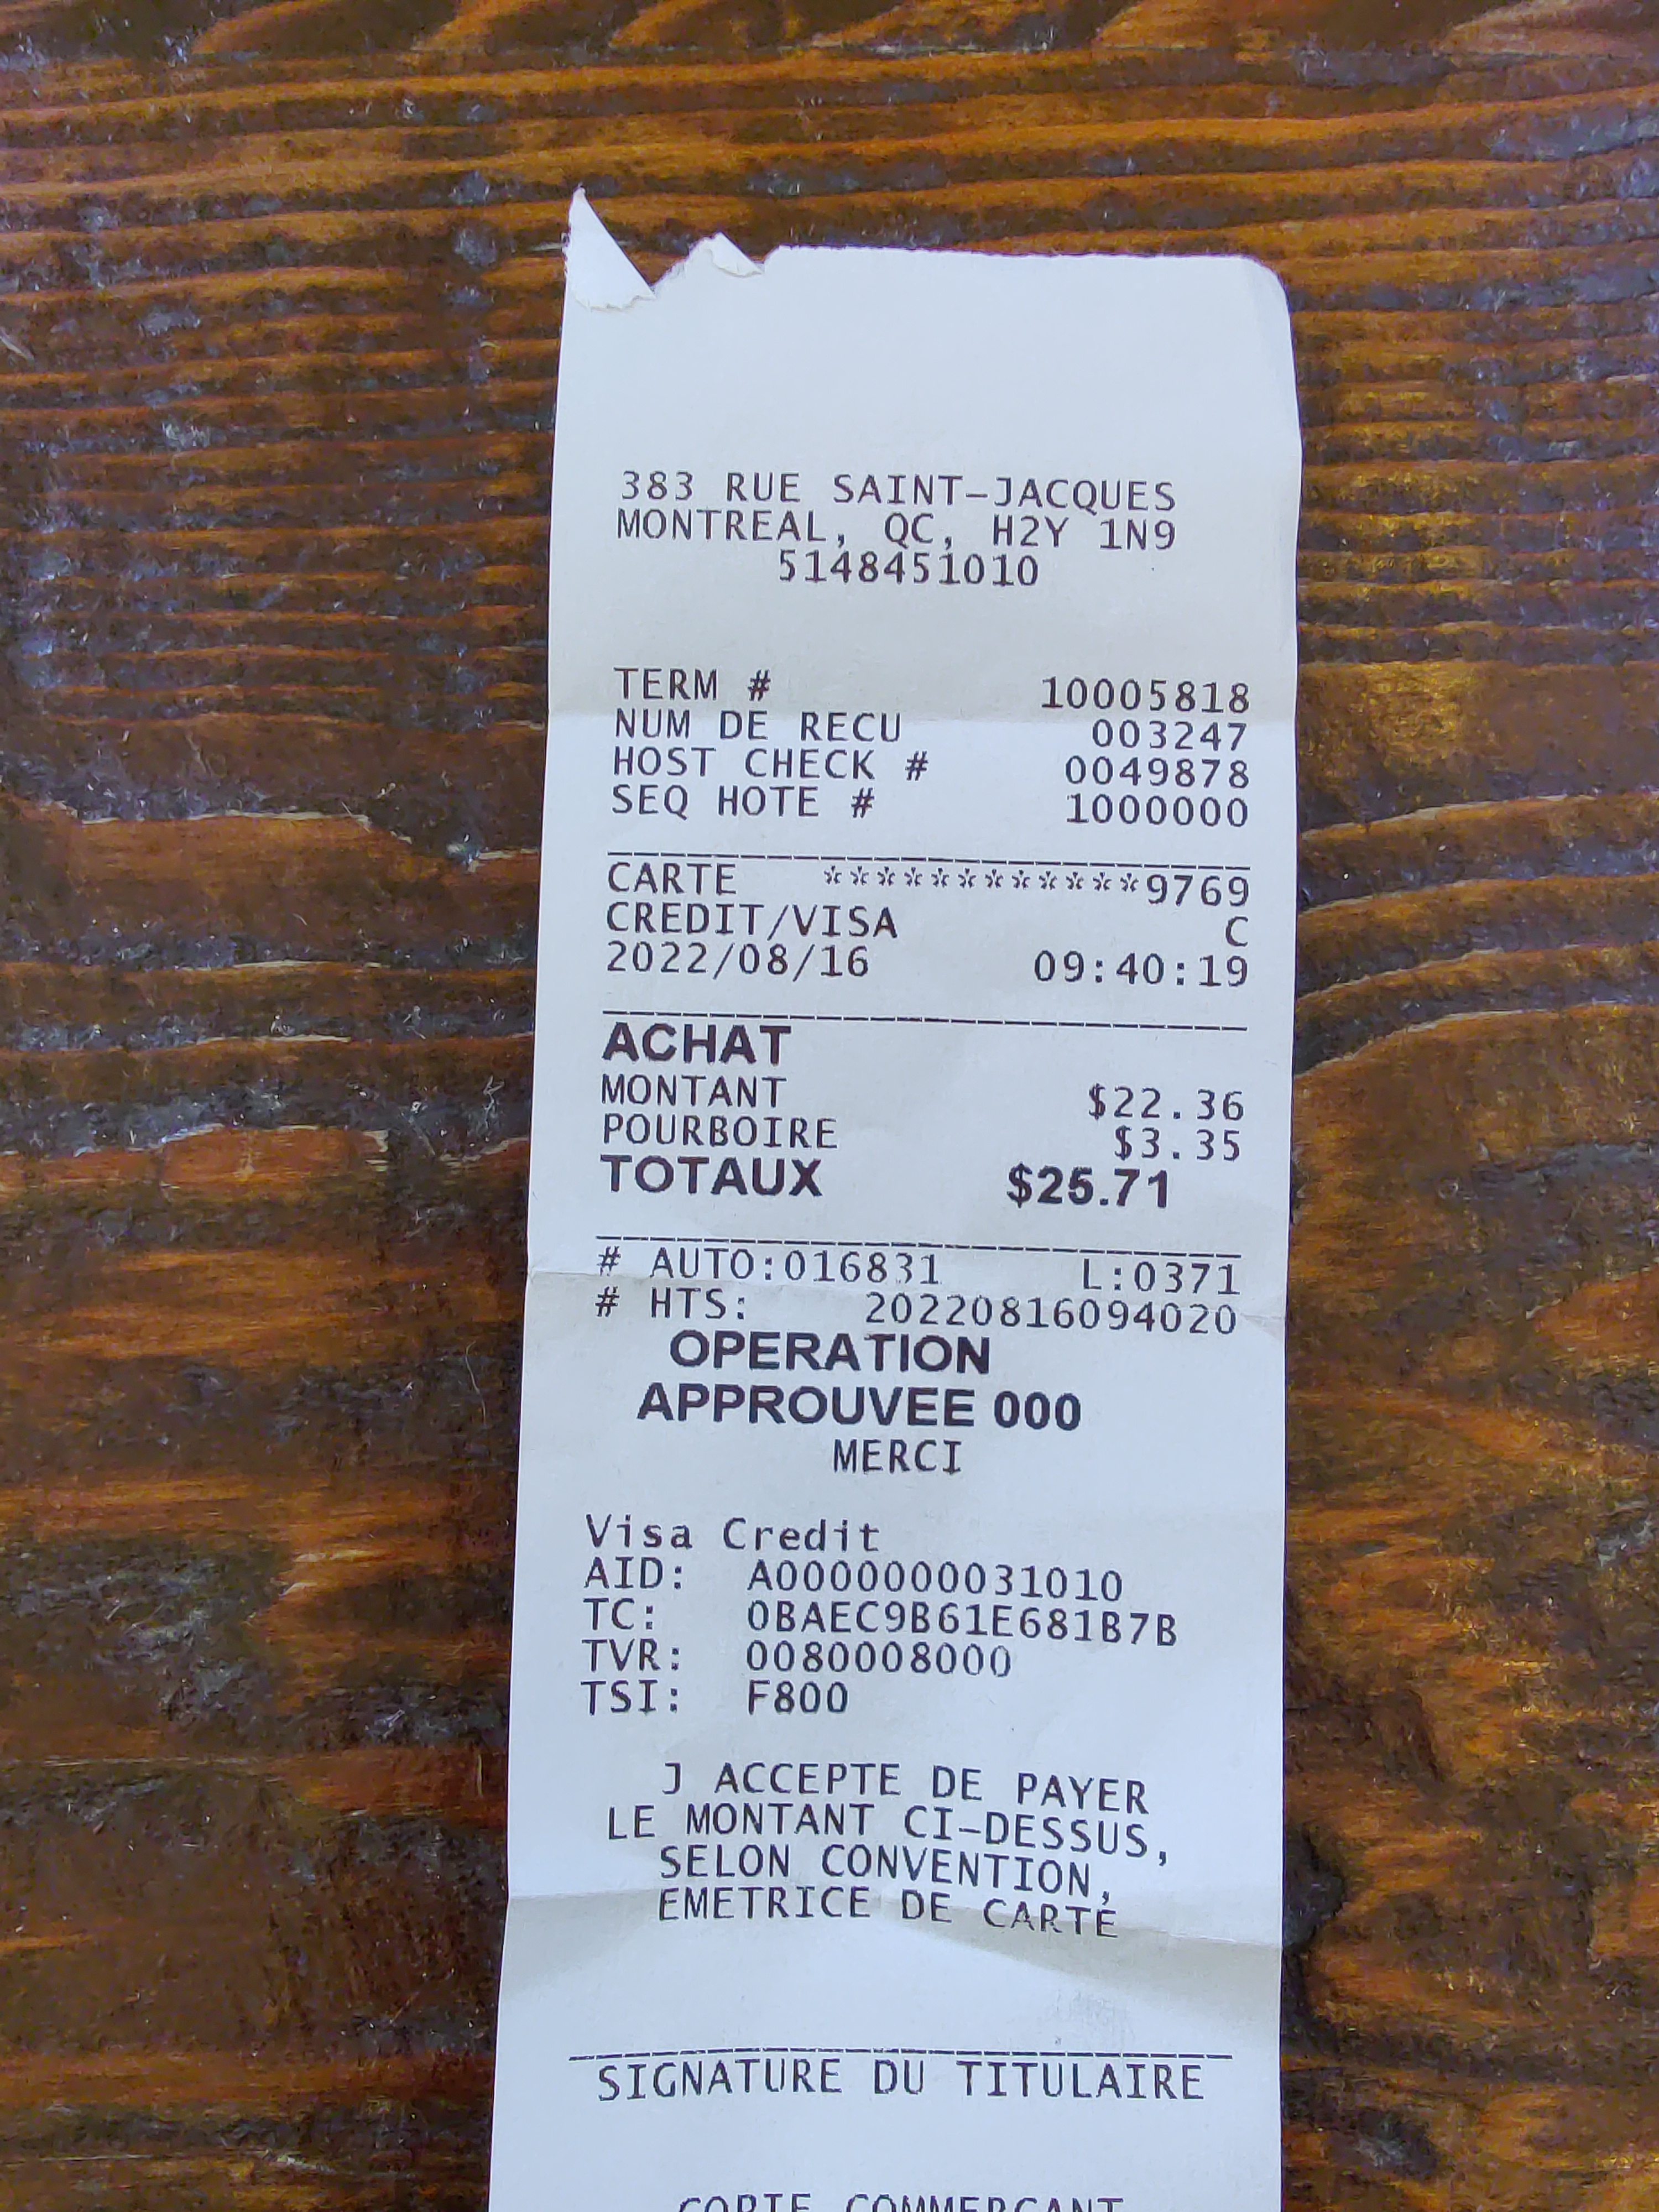 383 RUE SAINT-JACQUES
MONTREAL, QC, H2Y 1N9
5148451010
TERM # 10005818
NUM DE RECU 003247
HOST CHECK # 0049878
SEQ HOTE # 1000000
CARTE ************9769
CREDIT/VISA C
2022/08/16 09:40:19
ACHAT
MONTANT $22.36
POURBOIRE $3.35
TOTAUX $25.71
# AUTO:016831 L:0371
# HTS: 20220816094020
OPERATION
APPROUVEE 000
MERCI
Visa Credit
AID: A0000000031010
TC: 0BAEC9B61E681B7B
TVR: 0080008000
TSI: F800
J ACCEPTE DE PAYER
LE MONTANT CI-DESSUS,
SELON CONVENTION,
EMETRICE DE CARTE
SIGNATURE DU TITULAIRE
COPIE COMMERCANT